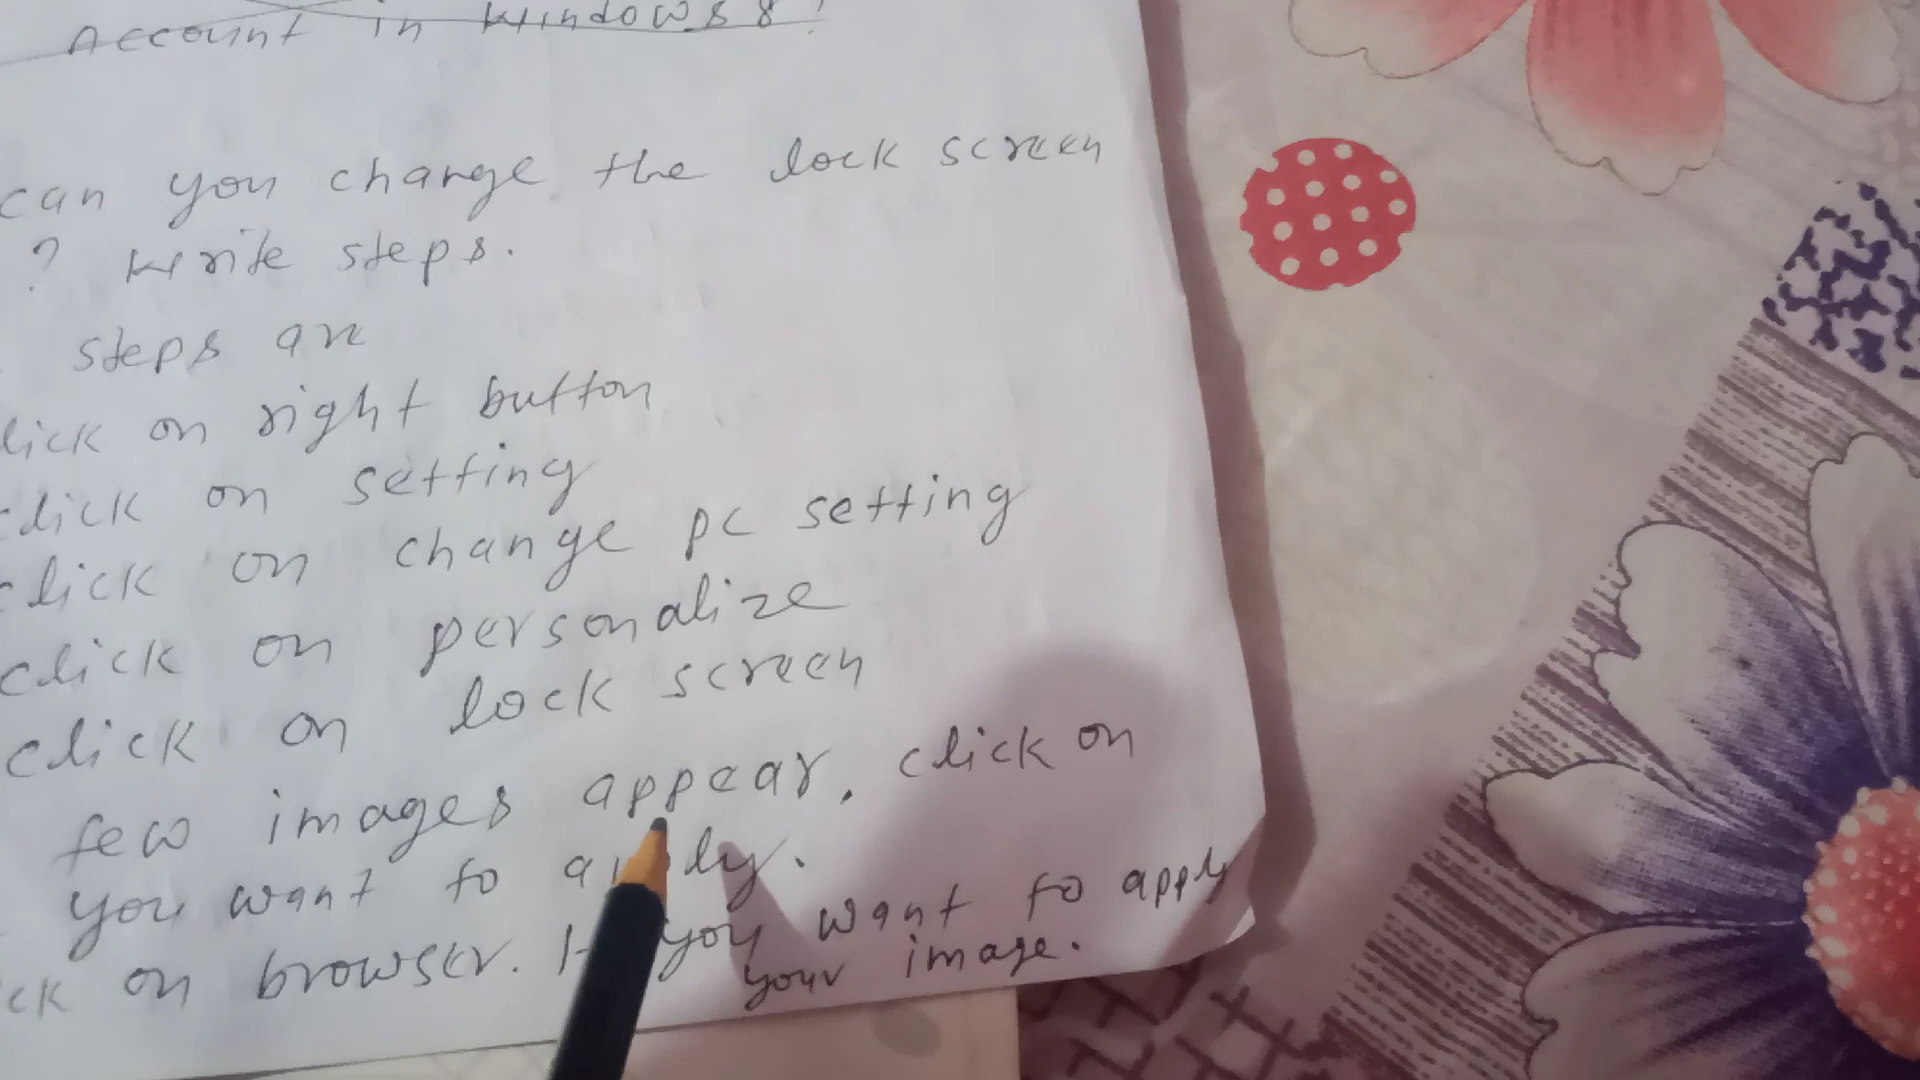 Account in Windows 8?
can you change the lock screen
? Write steps.
steps are
lick on right button
click on setting
click on change pc setting
click on personalize
click on lock screen
few images appear. click on
you want to
ck on browser. you want to apply
your image.